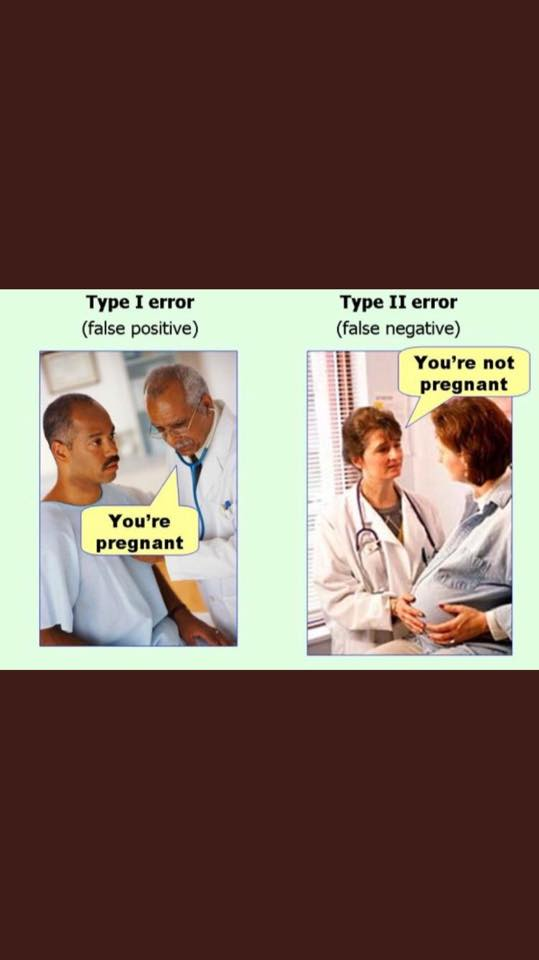 Type I error
(false positive)
You're
pregnant
Type II error
(false negative)
You're not
pregnant